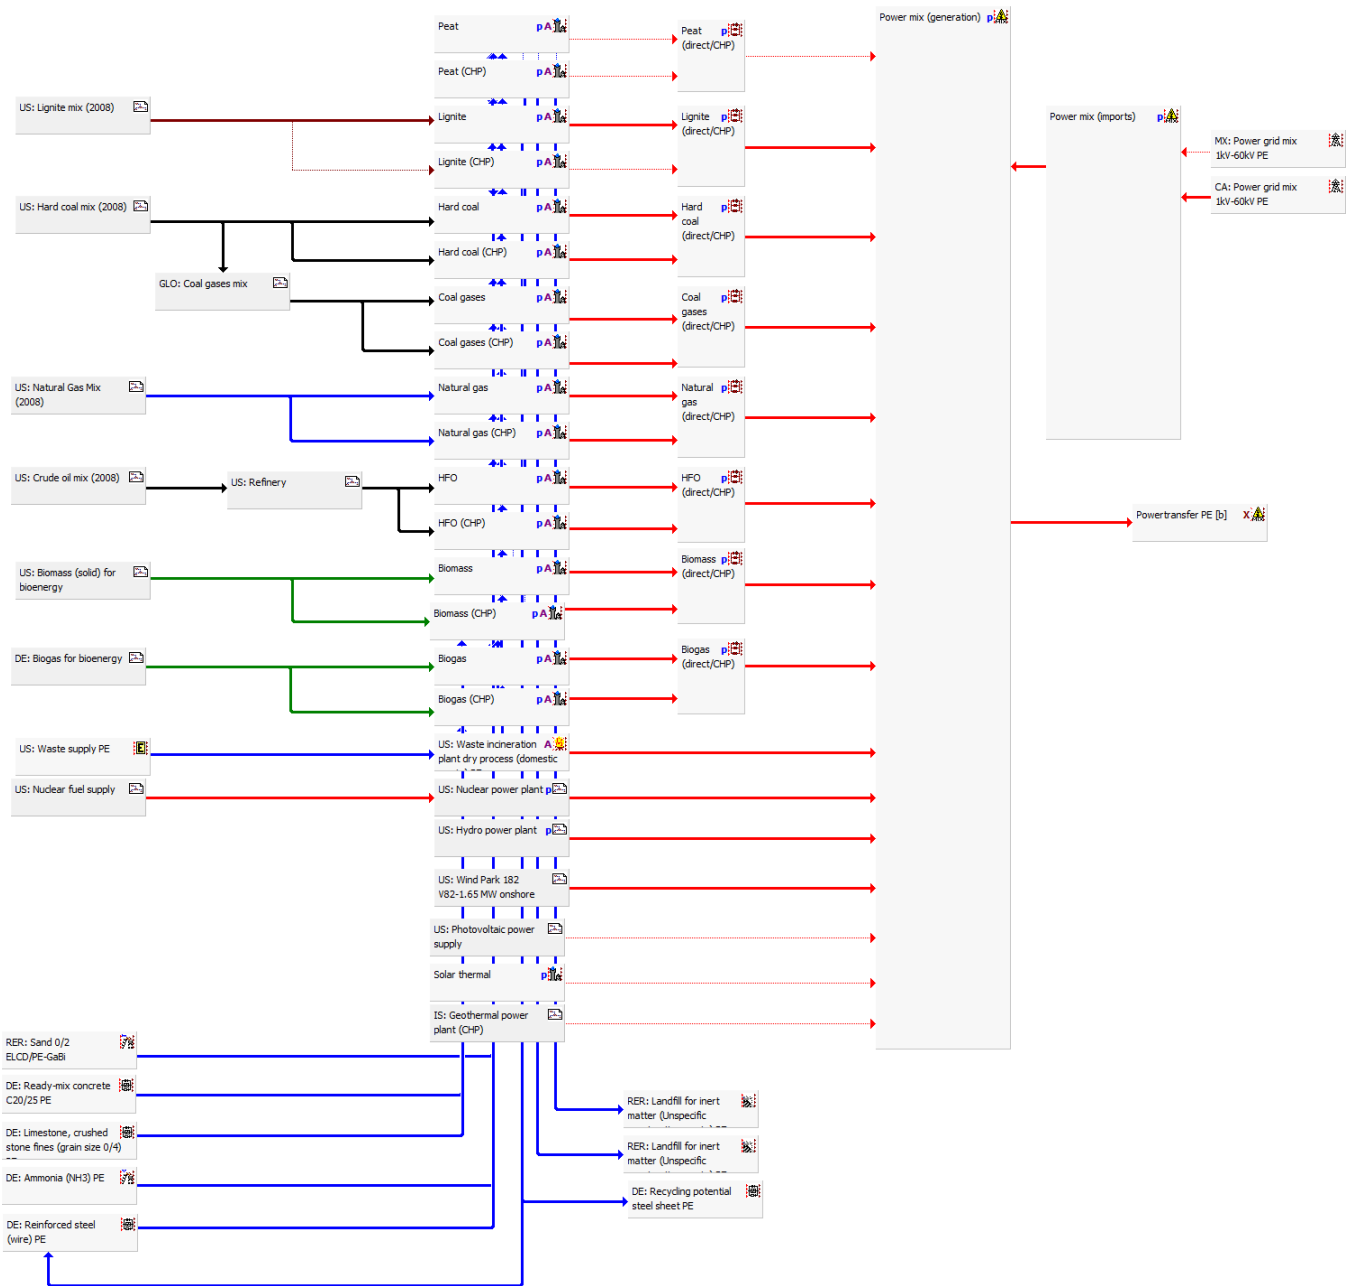 Peat
p A
Peat
(direct/CHP)
p
Power mix (generation)
p
Peat (CHP)
p A
US: Lignite mix (2008)
Lignite
p A
Lignite
(direct/CHP)
p
Power mix (imports)
p
Lignite (CHP)
p A
MX: Power grid mix
1kV-60kV PE
CA: Power grid mix
1kV-60kV PE
US: Hard coal mix (2008)
Hard coal
p A
Hard
coal
(direct/CHP)
p
Hard coal (CHP)
p A
GLO: Coal gases mix
Coal gases
p A
Coal
gases
(direct/CHP)
p
Coal gases (CHP)
p A
US: Natural Gas Mix
(2008)
Natural gas
p A
Natural
gas
(direct/CHP)
p
Natural gas (CHP)
p A
US: Crude oil mix (2008)
US: Refinery
HFO
p A
HFO
(direct/CHP)
p
HFO (CHP)
p A
Powertransfer PE [b]
X
US: Biomass (solid) for
bioenergy
Biomass
p A
Biomass
(direct/CHP)
p
Biomass (CHP)
p A
DE: Biogas for bioenergy
Biogas
p A
Biogas
(direct/CHP)
p
Biogas (CHP)
p A
US: Waste supply PE
E
US: Waste incineration
plant dry process (domestic
A
US: Nuclear fuel supply
US: Nuclear power plant
p
US: Hydro power plant
p
US: Wind Park 182
V82-1.65 MW onshore
US: Photovoltaic power
supply
Solar thermal
p
IS: Geothermal power
plant (CHP)
RER: Sand 0/2
ELCD/PE-GaBi
DE: Ready-mix concrete
C20/25 PE
DE: Limestone, crushed
stone fines (grain size 0/4)
DE: Ammonia (NH3) PE
DE: Reinforced steel
(wire) PE
RER: Landfill for inert
matter (Unspecific
RER: Landfill for inert
matter (Unspecific
DE: Recycling potential
steel sheet PE